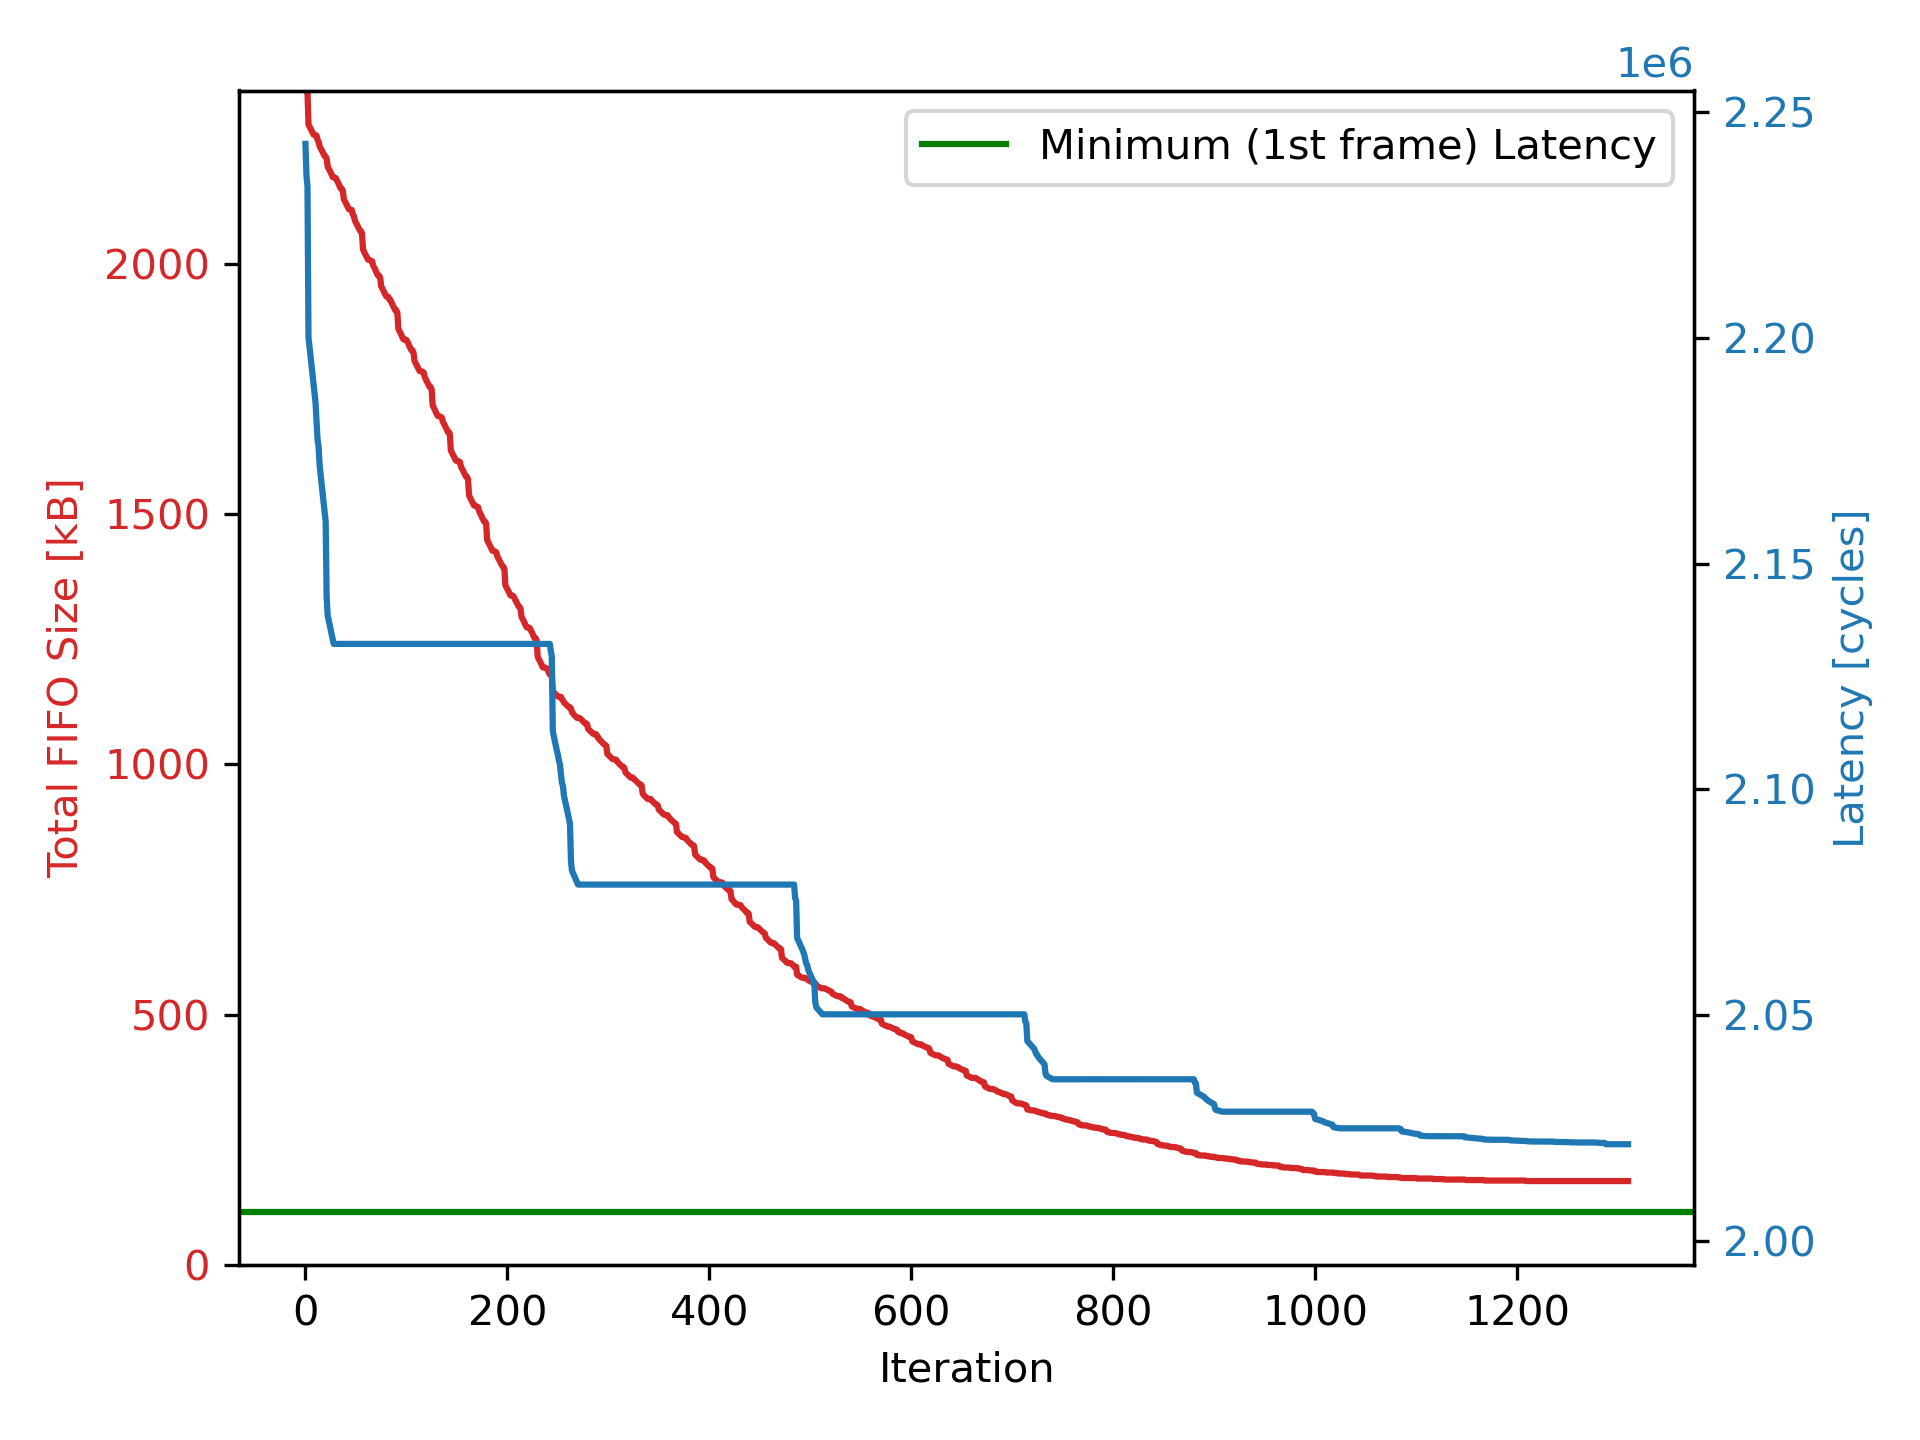 1e6
Minimum (1st frame) Latency
Total FIFO Size [kB]
2000
1500
1000
500
0
2.25
2.20
2.15
2.10
2.05
2.00
Latency [cycles]
0 200 400 600 800 1000 1200
Iteration